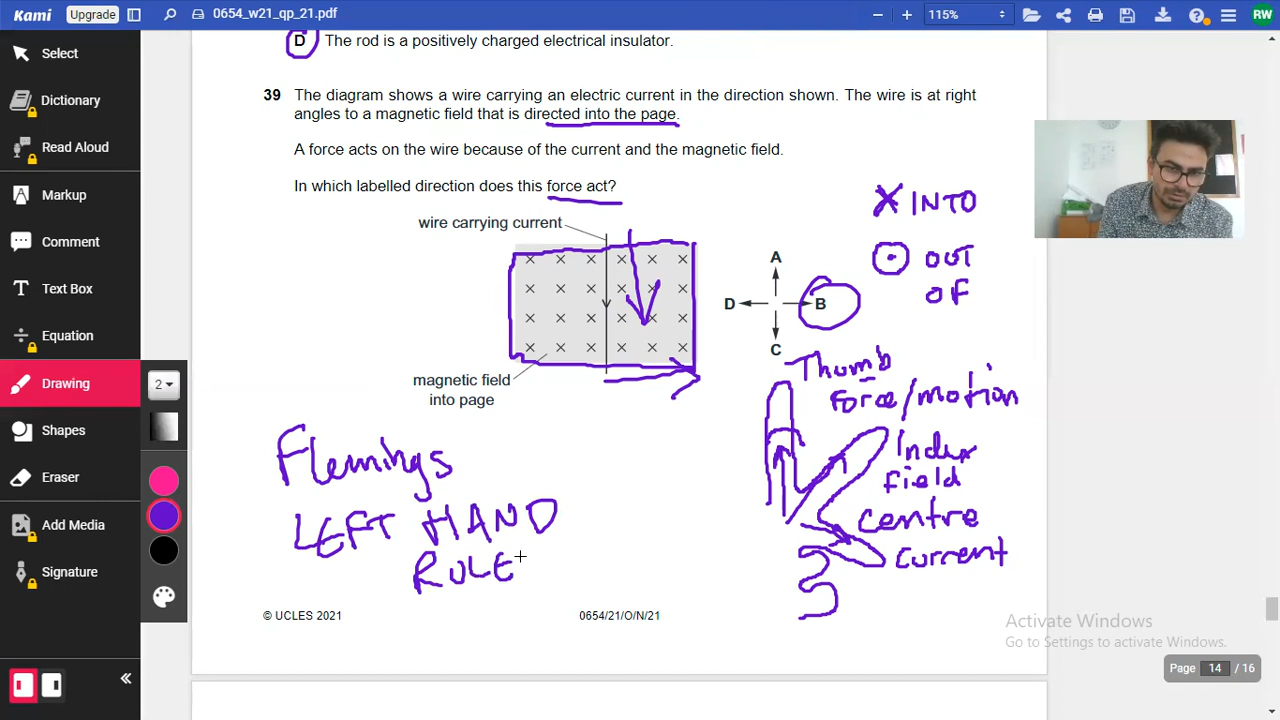 Kami
Upgrade
0654_w21_qp_21.pdf
115%
RW
Select
Dictionary
Read Aloud
Markup
Comment
Text Box
Equation
Drawing
2
Shapes
Eraser
Add Media
Signature
D The rod is a positively charged electrical insulator.
39 The diagram shows a wire carrying an electric current in the direction shown. The wire is at right
angles to a magnetic field that is directed into the page.
A force acts on the wire because of the current and the magnetic field.
In which labelled direction does this force act?
wire carrying current
× × × × × ×
× × × × × ×
× × × × × ×
× × × × × ×
magnetic field
into page
A
D B
C
X INTO
OUT
OF
Thumb
force/motion
Index
field
centre
current
Flemings
LEFT HAND
RULE
© UCLES 2021
0654/21/O/N/21
Activate Windows
Go to Settings to activate Windows.
Page 14 / 16